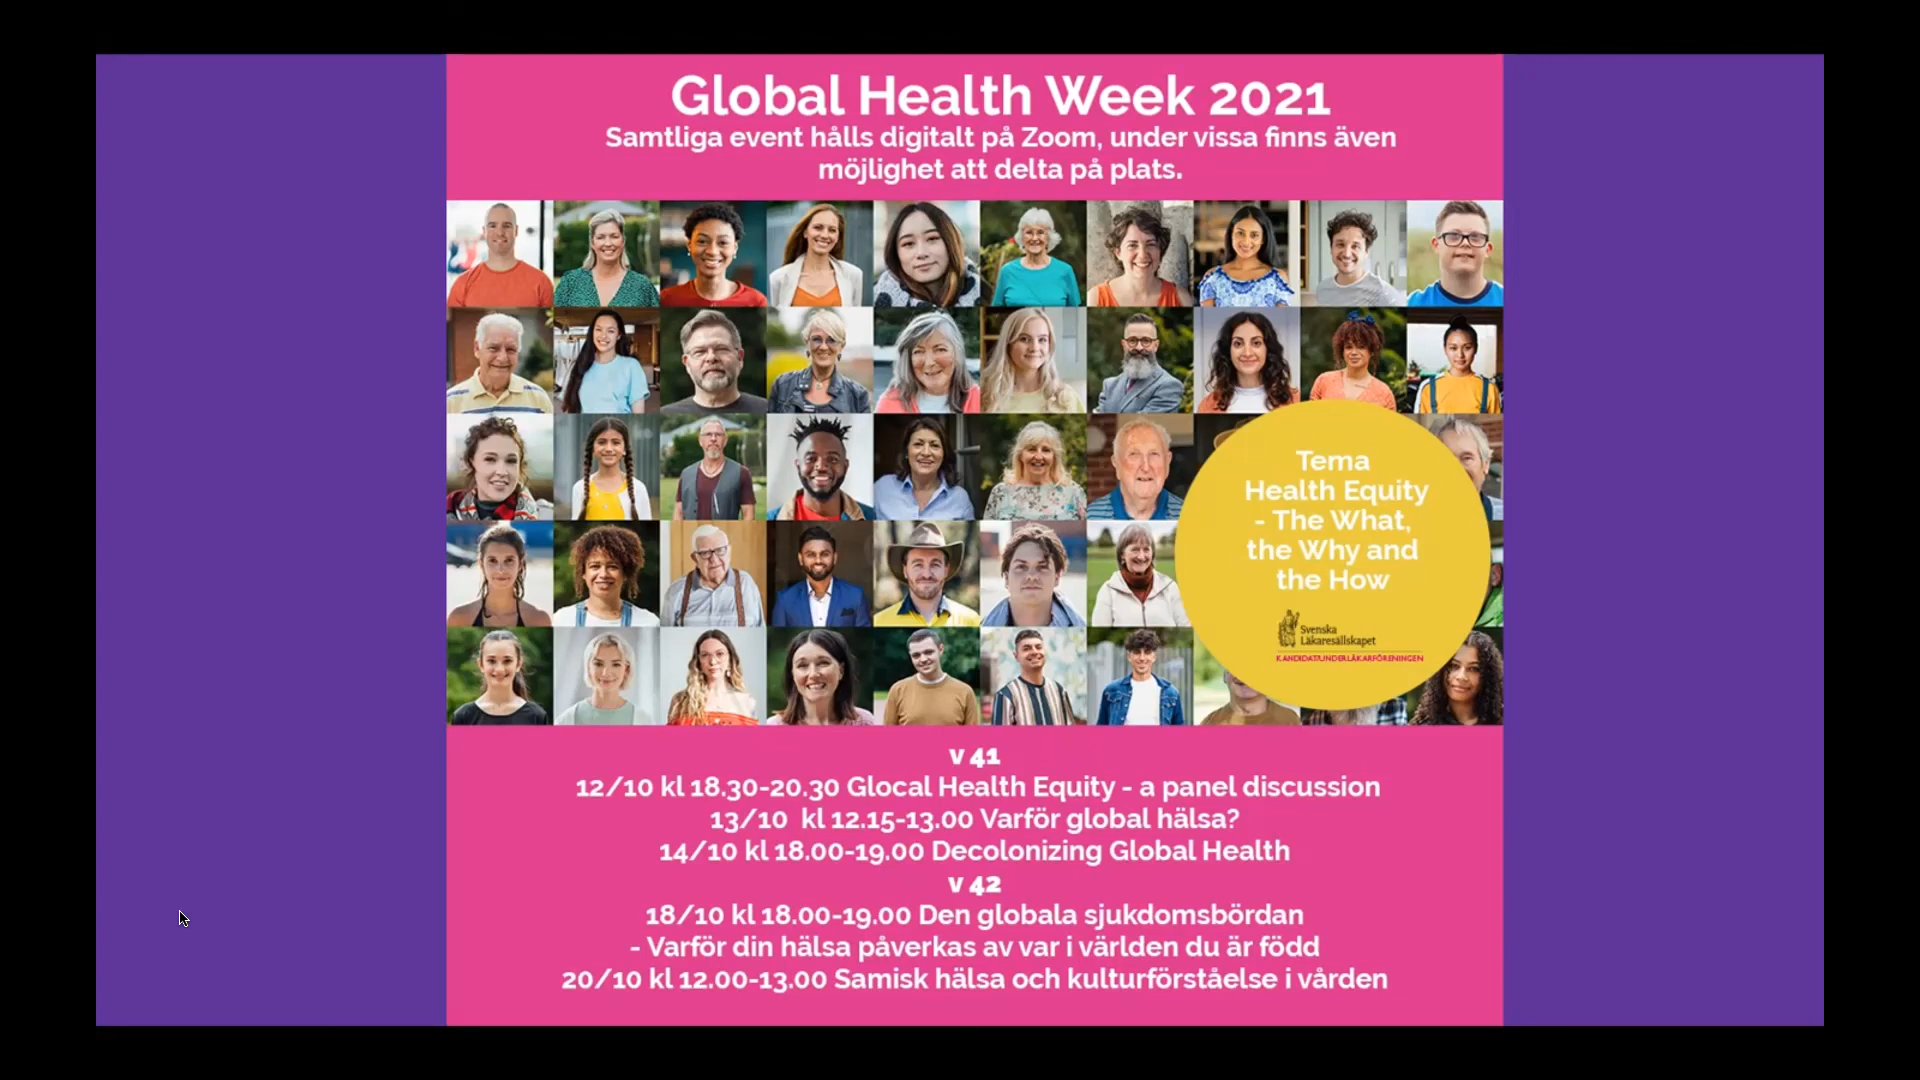 Global Health Week 2021
Samtliga event hålls digitalt på Zoom, under vissa finns även
möjlighet att delta på plats.
Tema
Health Equity
- The What,
the Why and
the How
Svenska
Läkaresällskapet
KANDIDAT/UNDERLÄKARFÖRENINGEN
v 41
12/10 kl 18.30-20.30 Glocal Health Equity - a panel discussion
13/10  kl 12.15-13.00 Varför global hälsa?
14/10 kl 18.00-19.00 Decolonizing Global Health
v 42
18/10 kl 18.00-19.00 Den globala sjukdomsbördan
- Varför din hälsa påverkas av var i världen du är född
20/10 kl 12.00-13.00 Samisk hälsa och kulturförståelse i vården